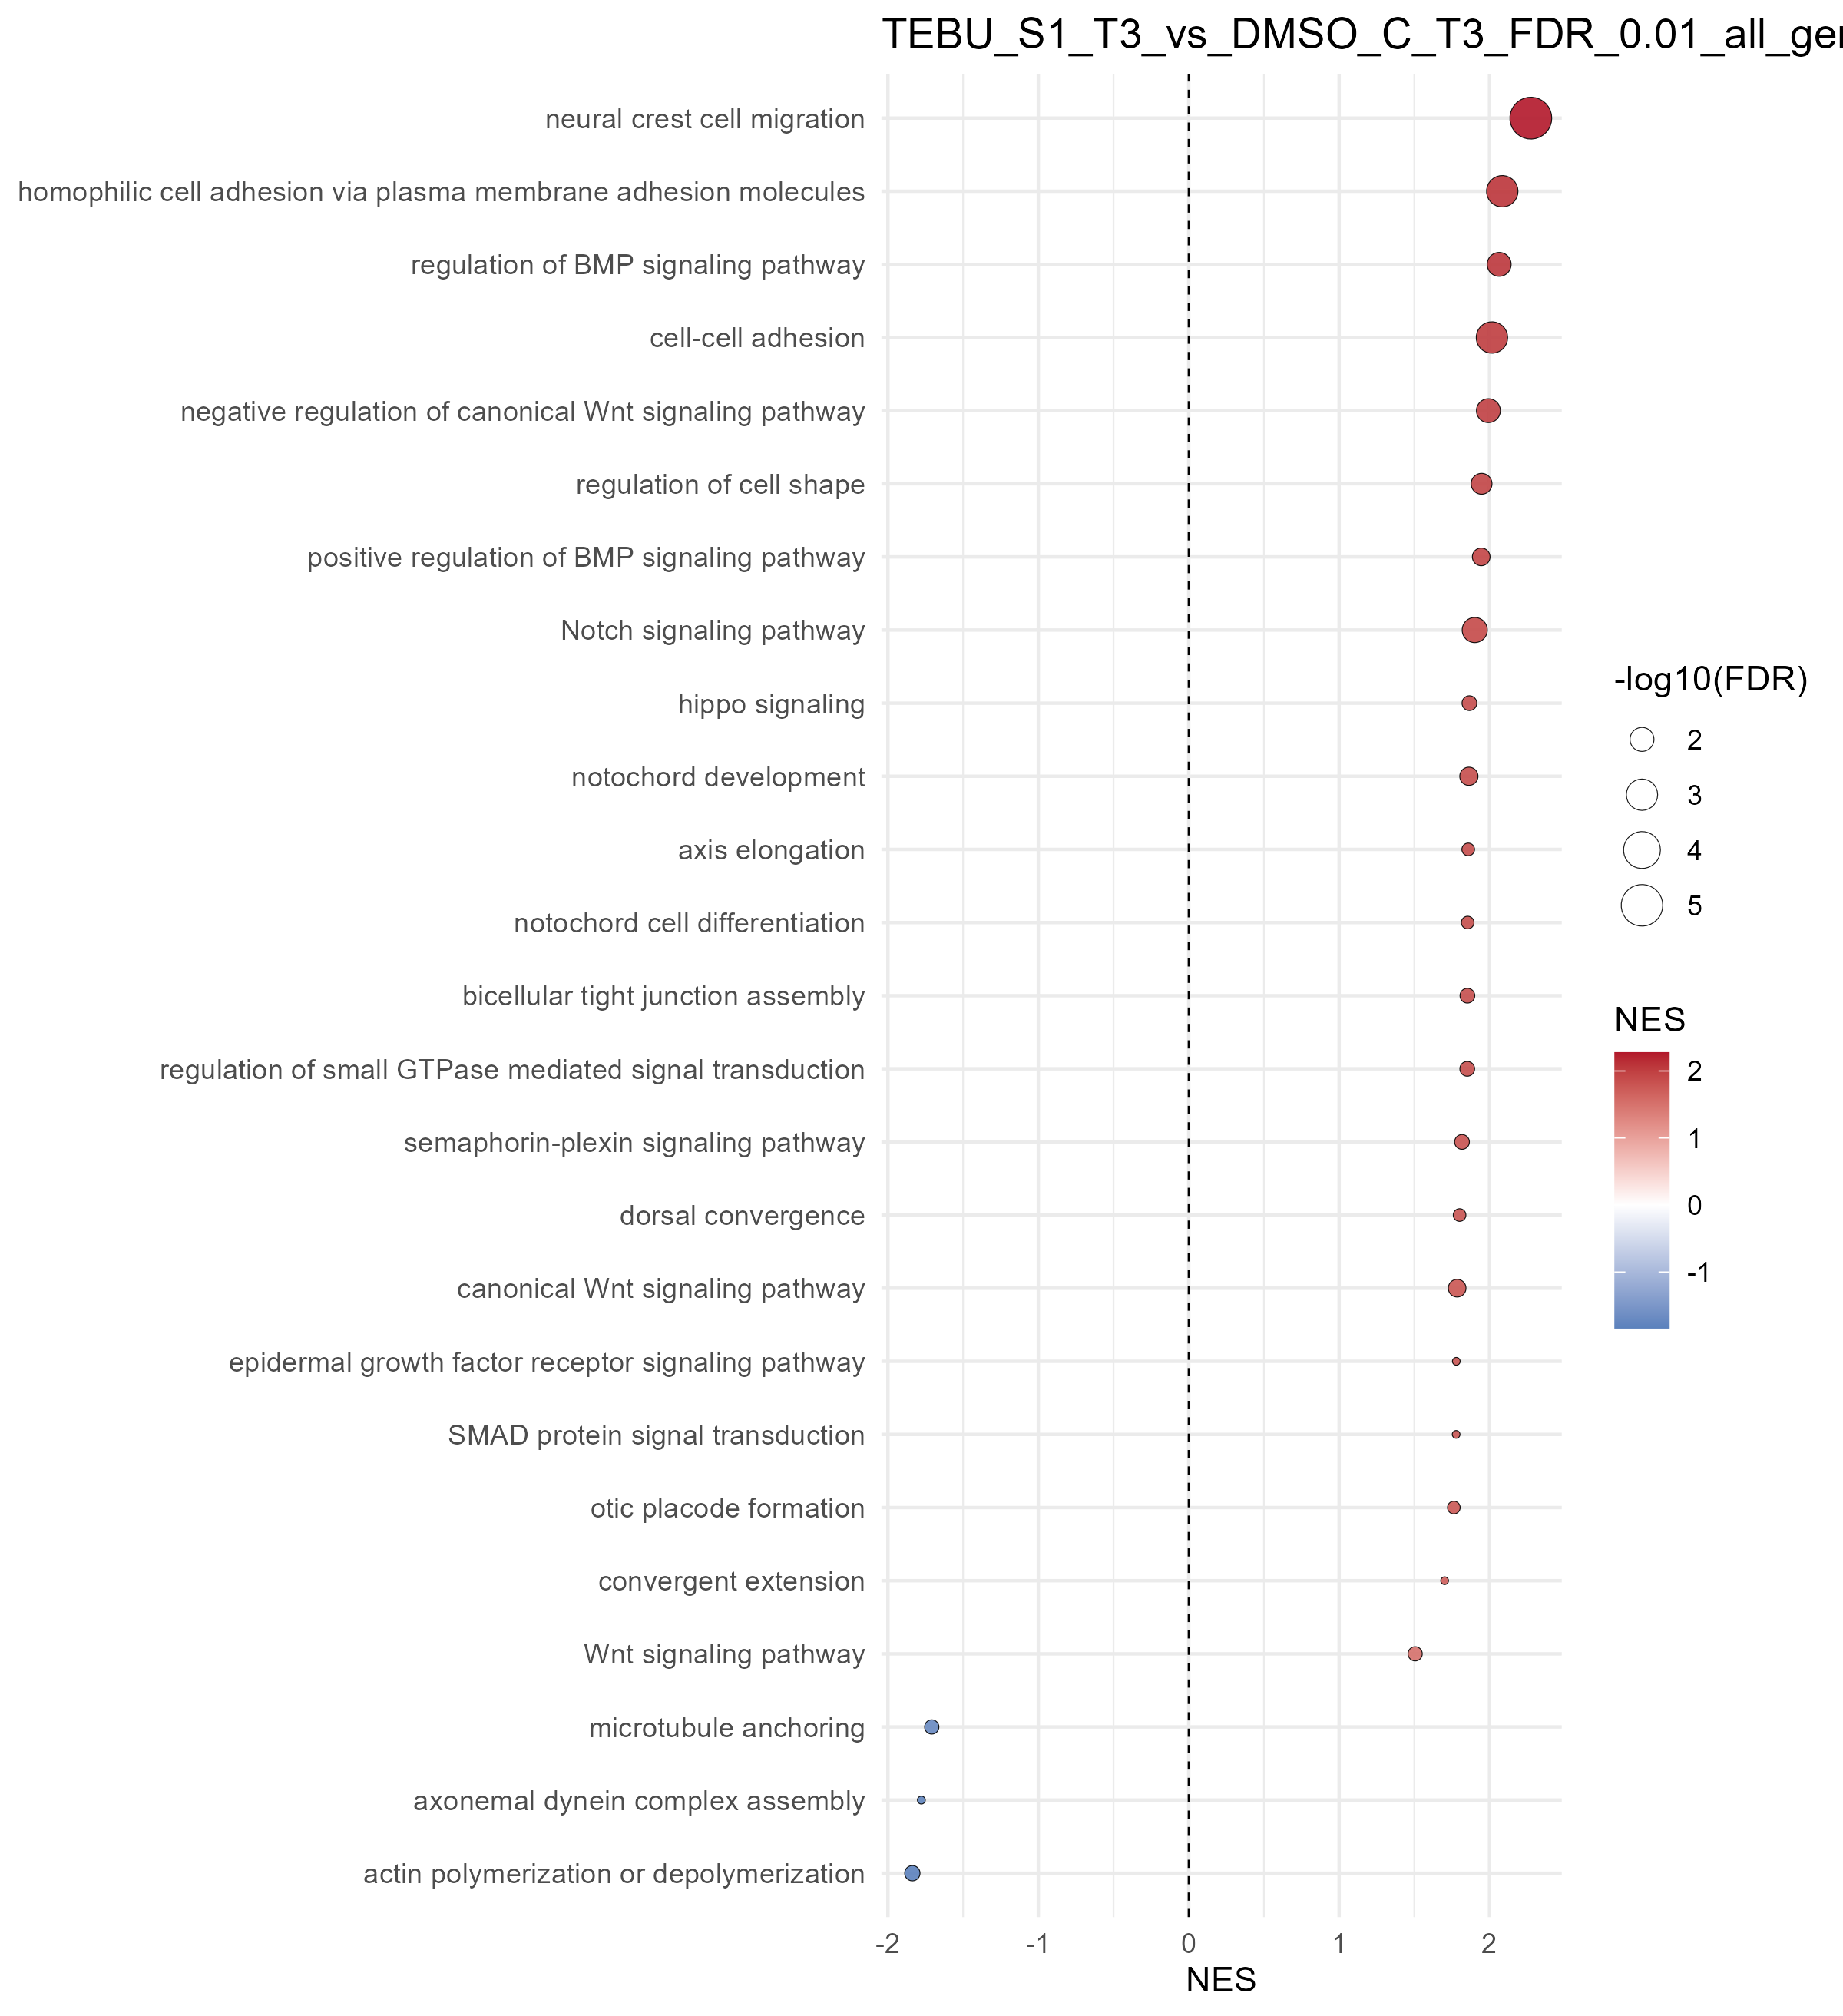 TEBU_S1_T3_vs_DMSO_C_T3_FDR_0.01_all_ge
neural crest cell migration
homophilic cell adhesion via plasma membrane adhesion molecules
regulation of BMP signaling pathway
cell-cell adhesion
negative regulation of canonical Wnt signaling pathway
regulation of cell shape
positive regulation of BMP signaling pathway
Notch signaling pathway
hippo signaling
notochord development
axis elongation
notochord cell differentiation
bicellular tight junction assembly
regulation of small GTPase mediated signal transduction
semaphorin-plexin signaling pathway
dorsal convergence
canonical Wnt signaling pathway
epidermal growth factor receptor signaling pathway
SMAD protein signal transduction
otic placode formation
convergent extension
Wnt signaling pathway
microtubule anchoring
axonemal dynein complex assembly
actin polymerization or depolymerization
-2 -1 0 1 2
NES
-log10(FDR)
2
3
4
5
NES
2
1
0
-1